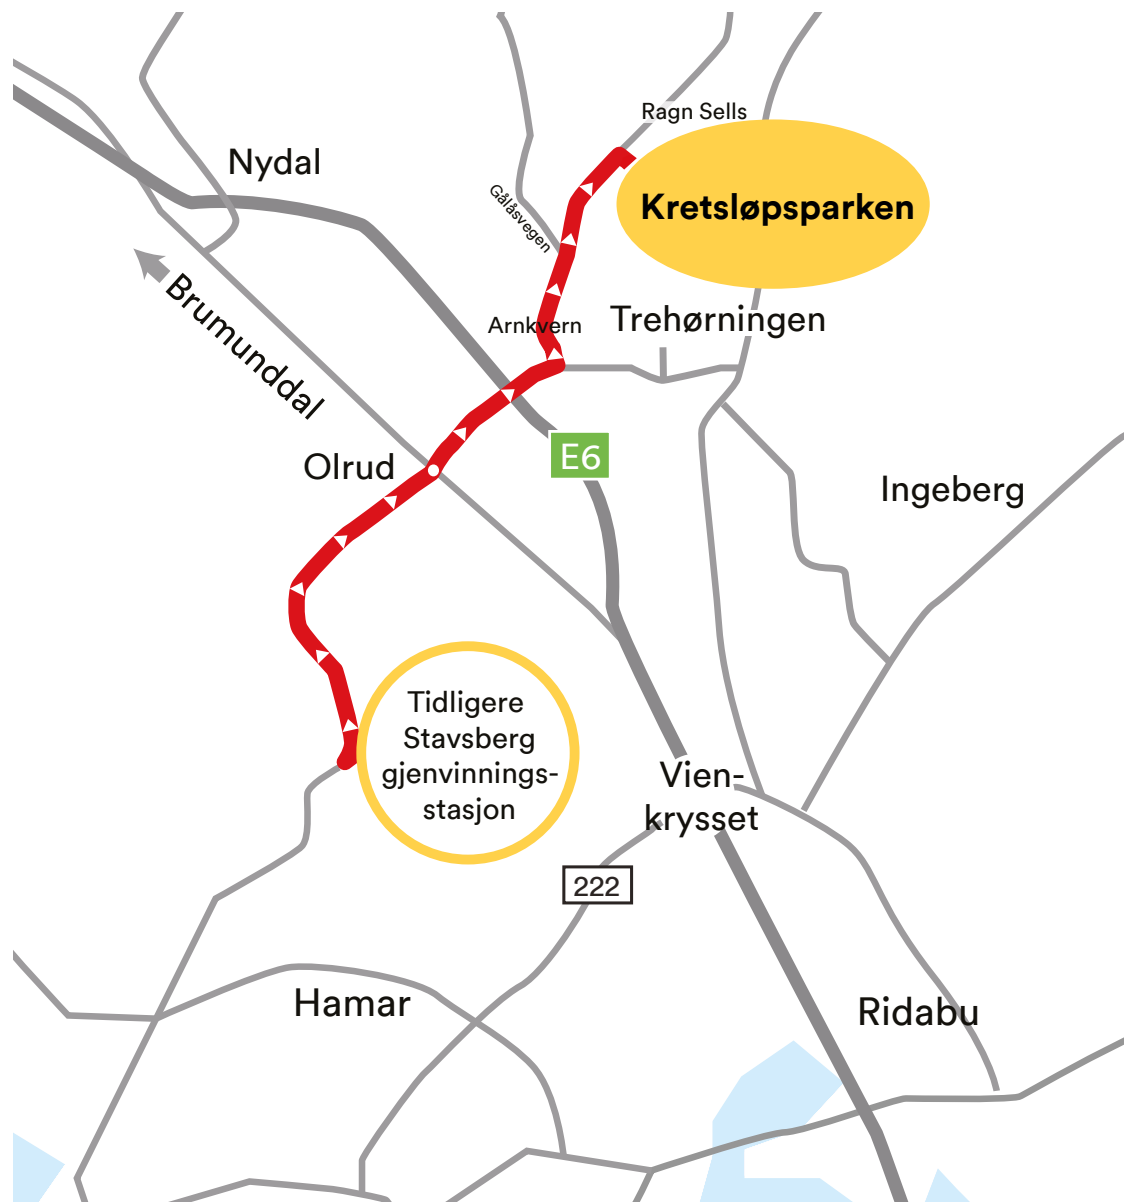 Ragn Sells
Nydal
Kretsløpsparken
Gålåsvegen
Brumunddal
Arnkvern
Trehørningen
Olrud
E6
Ingeberg
Tidligere
Stavsberg
gjenvinnings-
stasjon
Vien-
krysset
222
Hamar
Ridabu